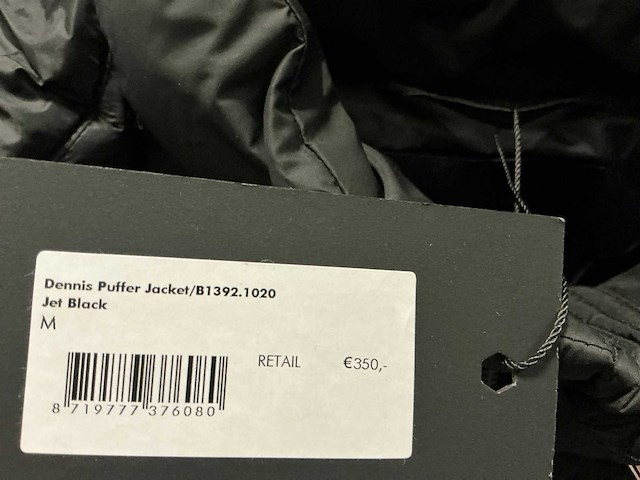 Dennis Puffer Jacket/B1392.1020
Jet Black
M
RETAIL €350,-
8 719777 376080